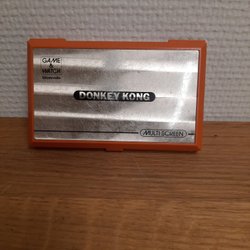 GAME
&
WATCH
Nintendo
DONKEY KONG
MULTI SCREEN